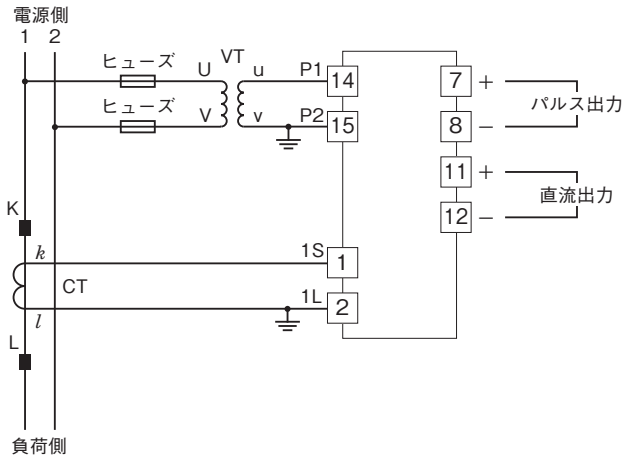 電源側
1 2
ヒューズ U VT u P1 14 7 +
パルス出力
ヒューズ V v P2 15 8 −
11 +
直流出力
12 −
K
k 1S 1
CT
l 1L 2
L
負荷側